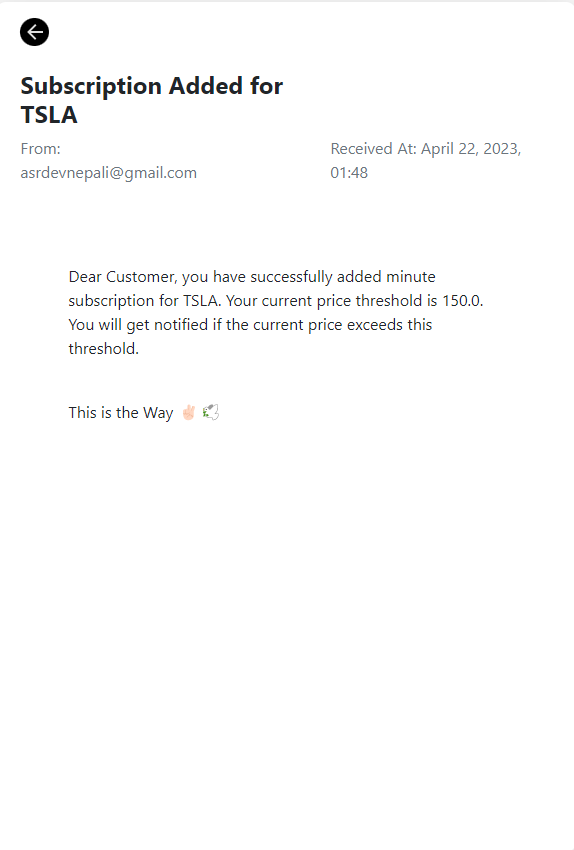 Subscription Added for
TSLA
From:
asrdevnepali@gmail.com
Received At: April 22, 2023,
01:48
Dear Customer, you have successfully added minute
subscription for TSLA. Your current price threshold is 150.0.
You will get notified if the current price exceeds this
threshold.
This is the Way ✌🏻 🕊️